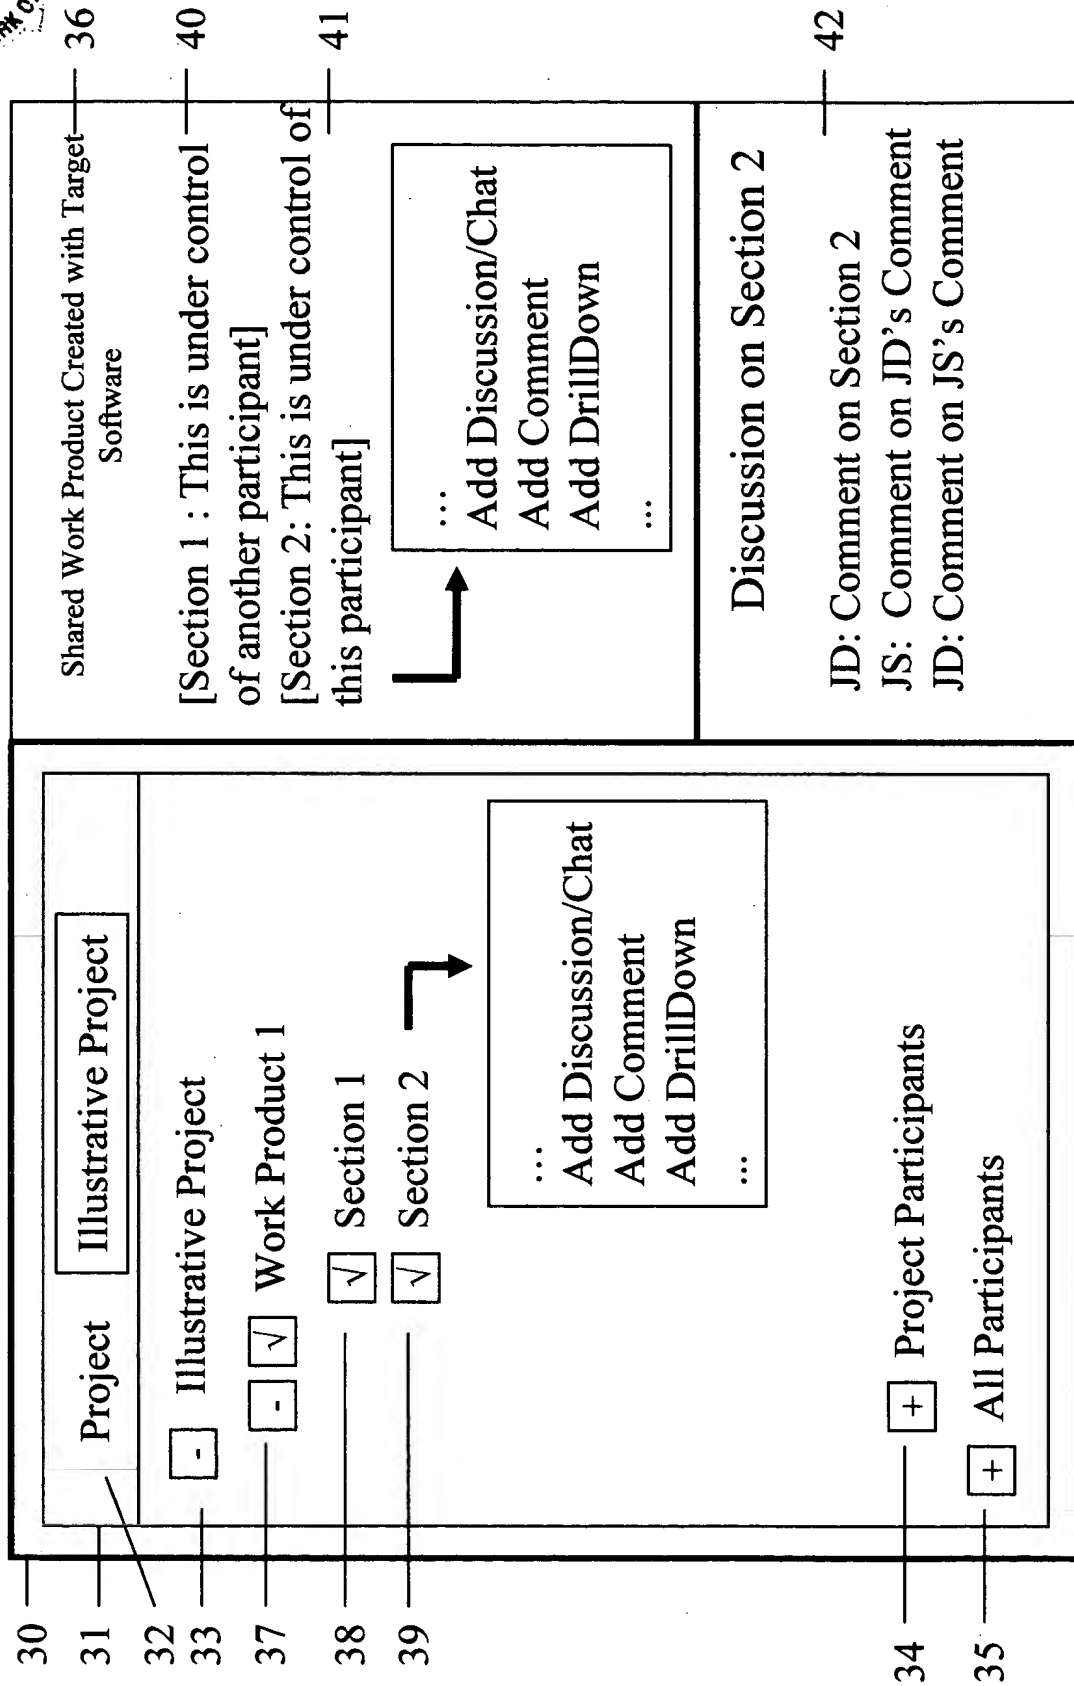 30
31
32
33
37
38
39
34
35
Project
Illustrative Project
- Illustrative Project
- √ Work Product 1
√ Section 1
√ Section 2
...
Add Discussion/Chat
Add Comment
Add DrillDown
...
+ Project Participants
+ All Participants
Shared Work Product Created with Target
Software
[Section 1 : This is under control
of another participant]
[Section 2: This is under control of
this participant]
...
Add Discussion/Chat
Add Comment
Add DrillDown
...
Discussion on Section 2
JD: Comment on Section 2
JS: Comment on JD's Comment
JD: Comment on JS's Comment
36
40
41
42